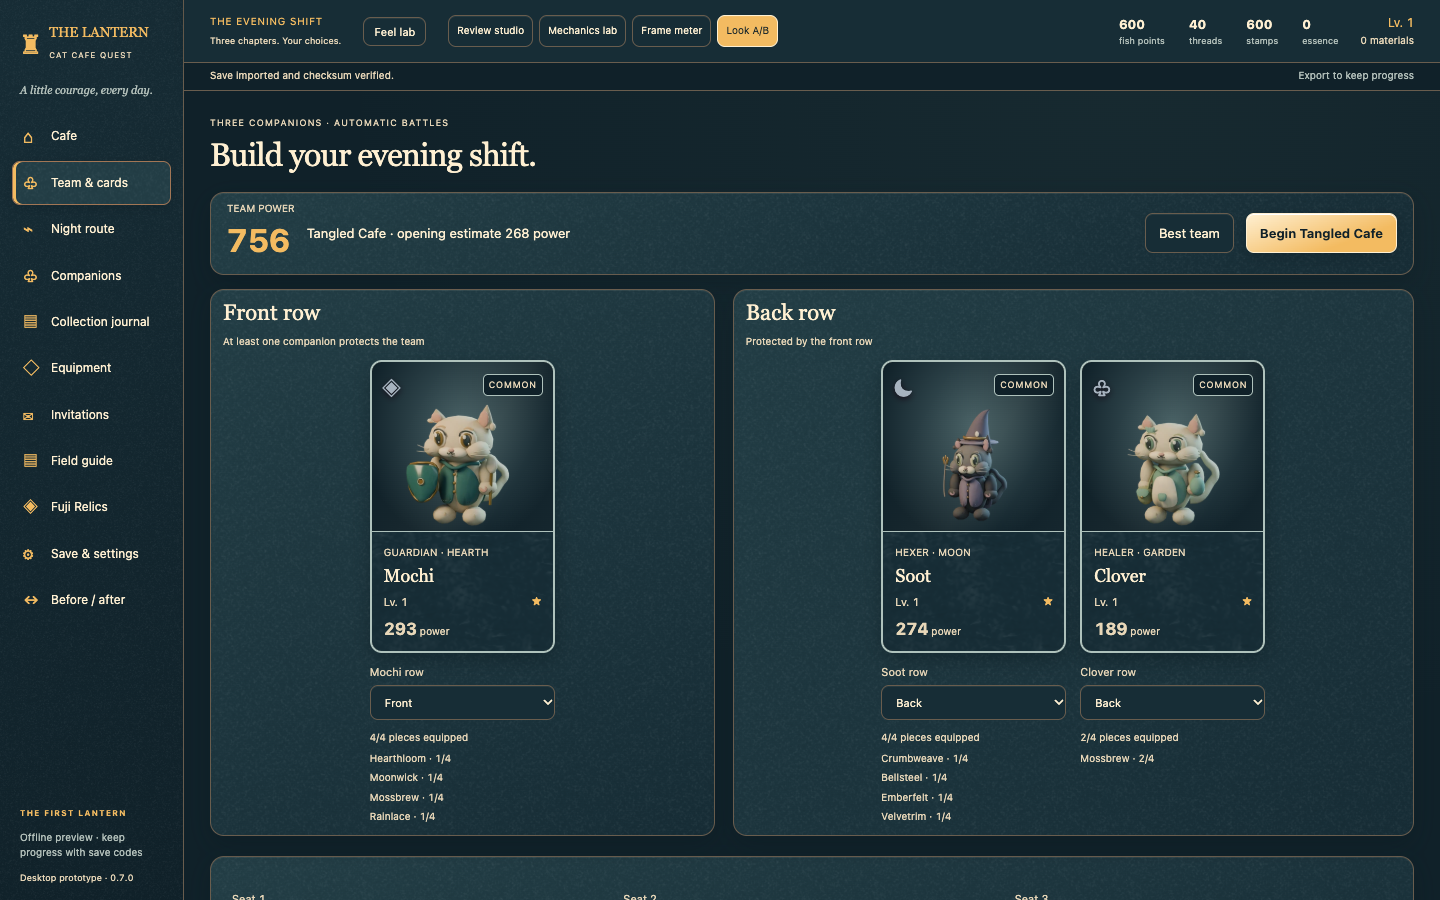 THE LANTERN
CAT CAFE QUEST
A little courage, every day.
Cafe
Team & cards
Night route
Companions
Collection journal
Equipment
Invitations
Field guide
Fuji Relics
Save & settings
Before / after
THE FIRST LANTERN
Offline preview · keep
progress with save codes
Desktop prototype · 0.7.0
THE EVENING SHIFT
Three chapters. Your choices.
Feel lab
Review studio
Mechanics lab
Frame meter
Look A/B
600
fish points
40
threads
600
stamps
0
essence
Lv. 1
0 materials
Save imported and checksum verified.
Export to keep progress
THREE COMPANIONS · AUTOMATIC BATTLES
Build your evening shift.
TEAM POWER
756
Tangled Cafe · opening estimate 268 power
Best team
Begin Tangled Cafe
Front row
At least one companion protects the team
COMMON
GUARDIAN · HEARTH
Mochi
Lv. 1
293 power
Mochi row
Front
4/4 pieces equipped
Hearthloom · 1/4
Moonwick · 1/4
Mossbrew · 1/4
Rainlace · 1/4
Back row
Protected by the front row
COMMON
HEXER · MOON
Soot
Lv. 1
274 power
Soot row
Back
4/4 pieces equipped
Crumbweave · 1/4
Bellsteel · 1/4
Emberfelt · 1/4
Velvetrim · 1/4
COMMON
HEALER · GARDEN
Clover
Lv. 1
189 power
Clover row
Back
2/4 pieces equipped
Mossbrew · 2/4
Seat 1
Seat 2
Seat 3